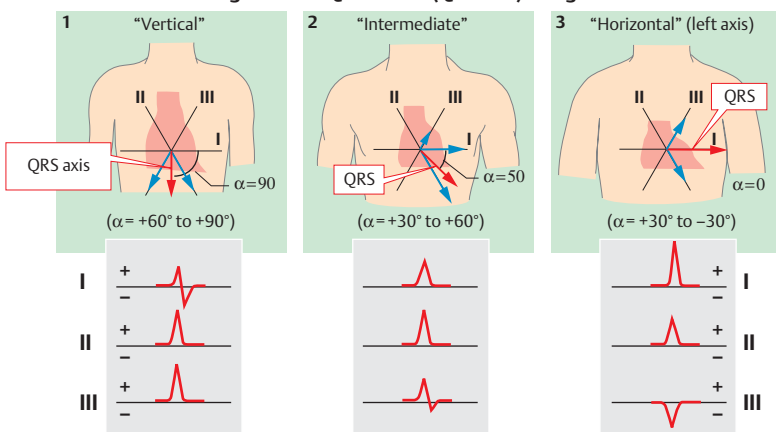 1 "Vertical"
2 "Intermediate"
3 "Horizontal" (left axis)
II III
I
QRS axis
α=90
(α = +60° to +90°)
II III
I
QRS
α=50
(α = +30° to +60°)
II III
QRS
I
α=0
(α = +30° to –30°)
I + –
II + –
III + –
+ – I
+ – II
+ – III